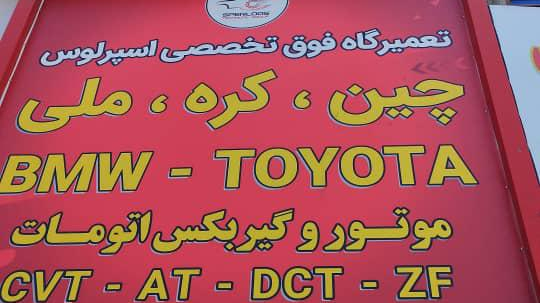 SPERLOOS
تعمیرگاه فوق تخصصی اسپرلوس
چین ، کره ، ملی
BMW - TOYOTA
موتور و گیربکس اتومات
CVT - AT - DCT - ZF